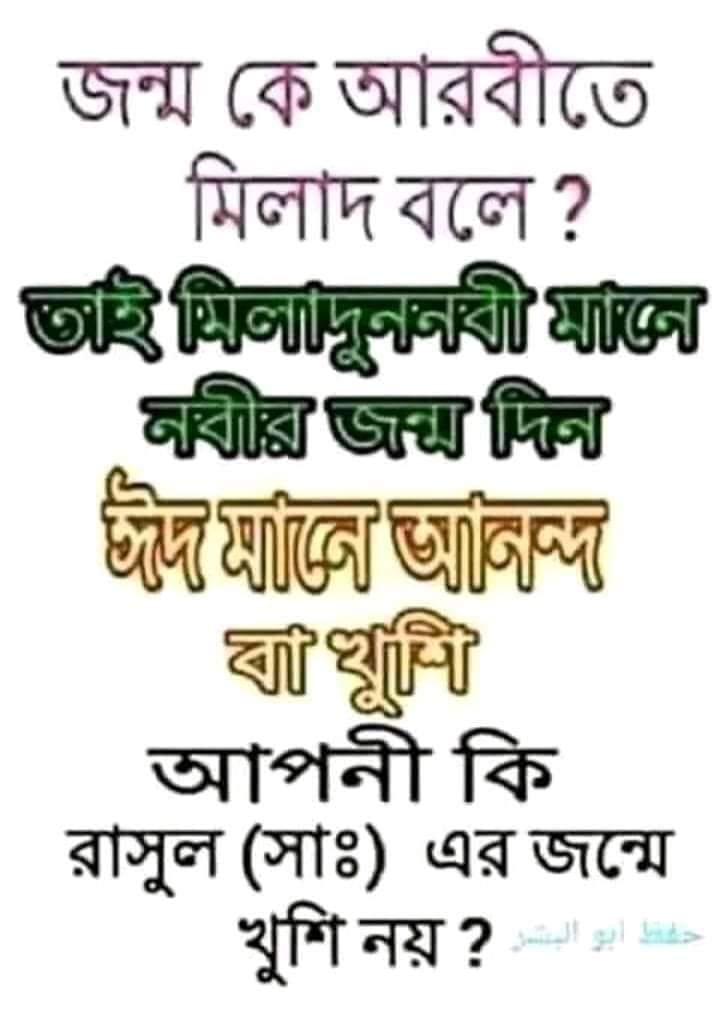 জন্ম কে আরবীতে
মিলাদ বলে ?
তাই মিলাদুননবী মানে
নবীর জন্ম দিন
ঈদ মানে আনন্দ
বা খুশি
আপনী কি
রাসুল (সাঃ) এর জন্মে
খুশি নয় ?
حفظ ابو البشر